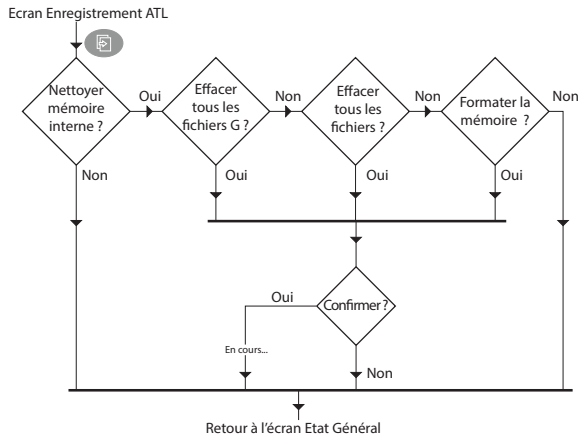 Ecran Enregistrement ATL
Nettoyer
mémoire
interne ?
Oui
Effacer
tous les
fichiers G ?
Non
Effacer
tous les
fichiers ?
Non
Formater la
mémoire ?
Non
Non
Oui
Oui
Oui
Oui
Confirmer ?
En cours...
Non
Retour à l'écran Etat Général